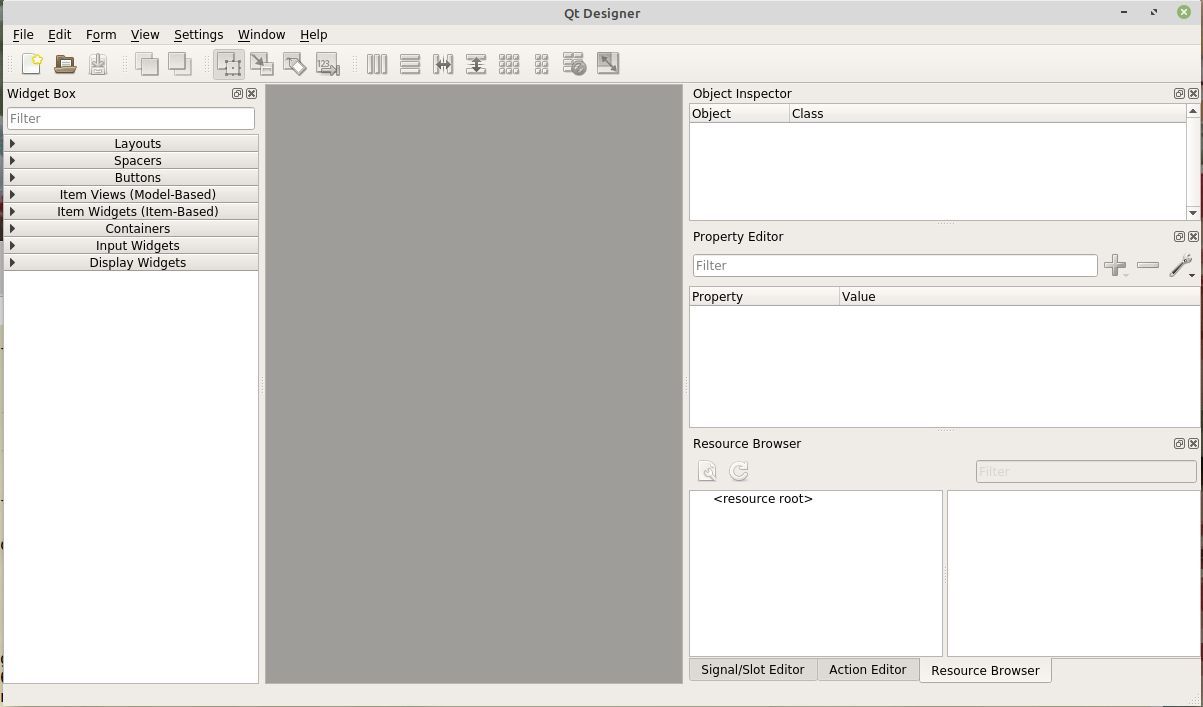 Qt Designer
File Edit Form View Settings Window Help
123
Widget Box
Filter
Layouts
Spacers
Buttons
Item Views (Model-Based)
Item Widgets (Item-Based)
Containers
Input Widgets
Display Widgets
Object Inspector
Object Class
Property Editor
Filter
Property Value
Resource Browser
Filter
<resource root>
Signal/Slot Editor Action Editor Resource Browser